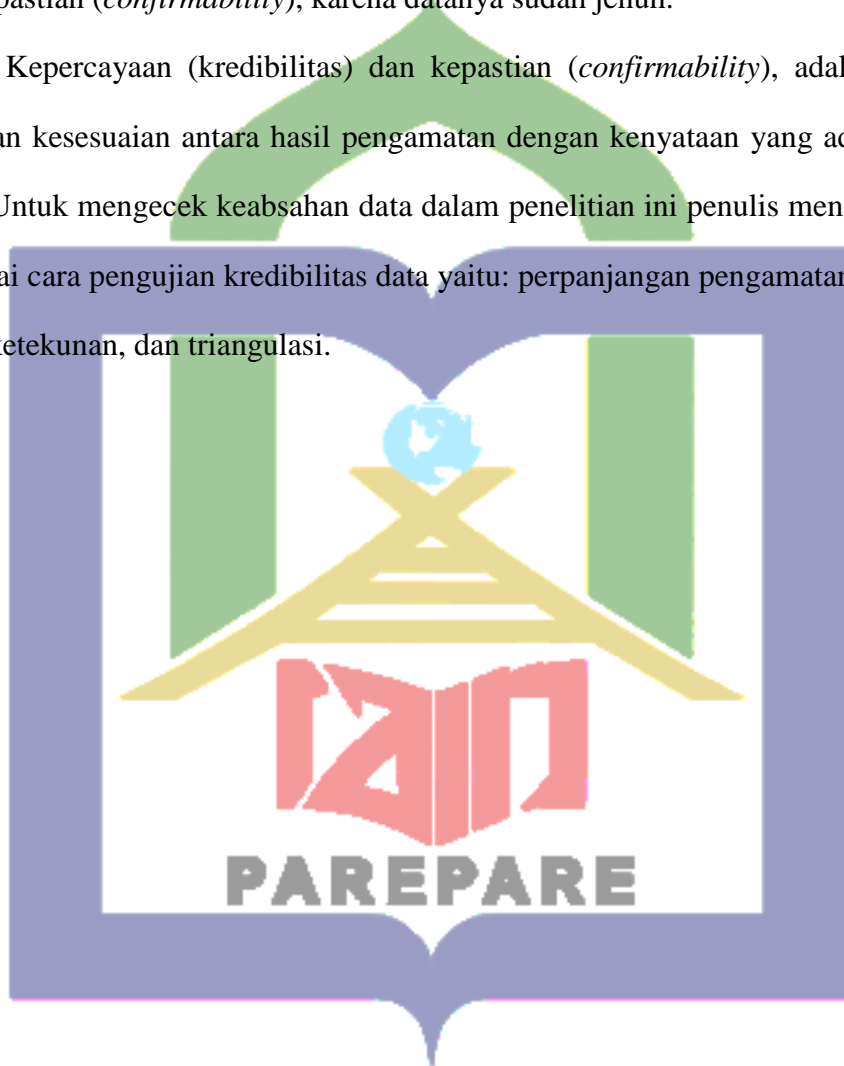 pastian (confirmability), karena datanya sudah jenuh.
Kepercayaan (kredibilitas) dan kepastian (confirmability), adal
an kesesuaian antara hasil pengamatan dengan kenyataan yang ad
Untuk mengecek keabsahan data dalam penelitian ini penulis men
ai cara pengujian kredibilitas data yaitu: perpanjangan pengamatan
ketekunan, dan triangulasi.
iain
PAREPARE